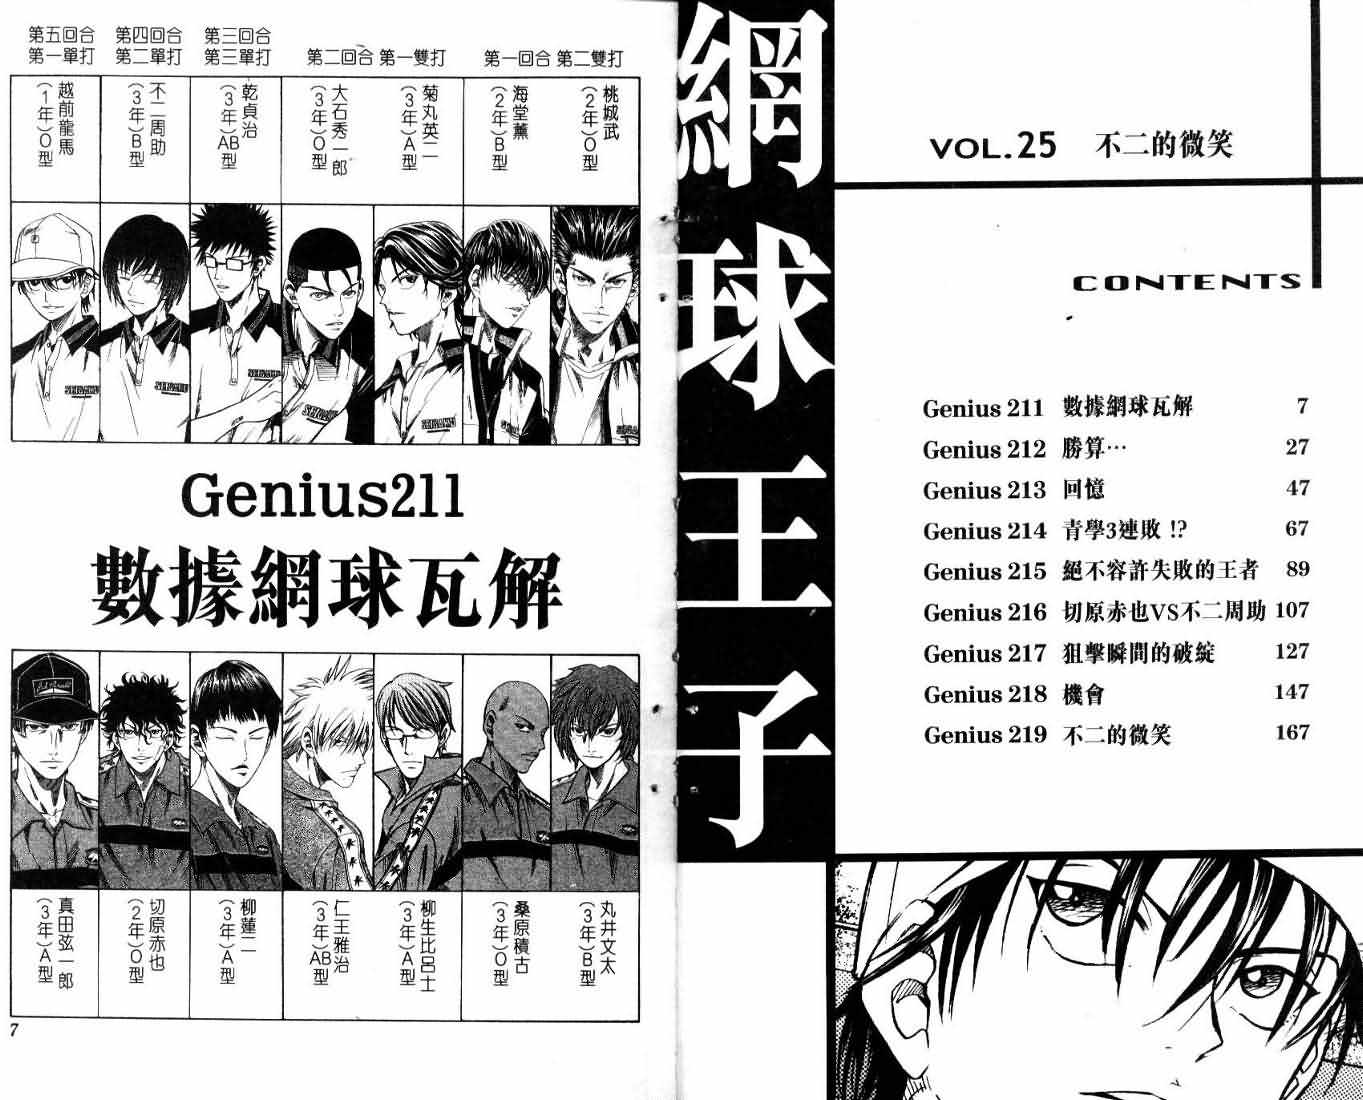 網球王子
VOL.25 不二的微笑
CONTENTS
Genius 211 數據網球瓦解 7
Genius 212 勝算… 27
Genius 213 回憶 47
Genius 214 青學3連敗 !? 67
Genius 215 絕不容許失敗的王者 89
Genius 216 切原赤也VS不二周助 107
Genius 217 狙擊瞬間的破綻 127
Genius 218 機會 147
Genius 219 不二的微笑 167
第一回合 第二雙打
第二回合 第一雙打
第三回合
第三單打
第四回合
第二單打
第五回合
第一單打
桃城武
(2年)O型
海堂薫
(2年)B型
菊丸英二
(3年)A型
大石秀一郎
(3年)O型
乾貞治
(3年)AB型
不二周助
(3年)B型
越前龍馬
(1年)O型
SEIGAKU
SEIGAKU
SEIGAKU
SEIGAKU
SEIGAKU
SEIGAKU
Genius211
數據網球瓦解
丸井文太
(3年)B型
桑原積古
(3年)O型
柳生比呂士
(3年)A型
仁王雅治
(3年)AB型
柳蓮二
(3年)A型
切原赤也
(2年)O型
真田弦一郎
(3年)A型
7